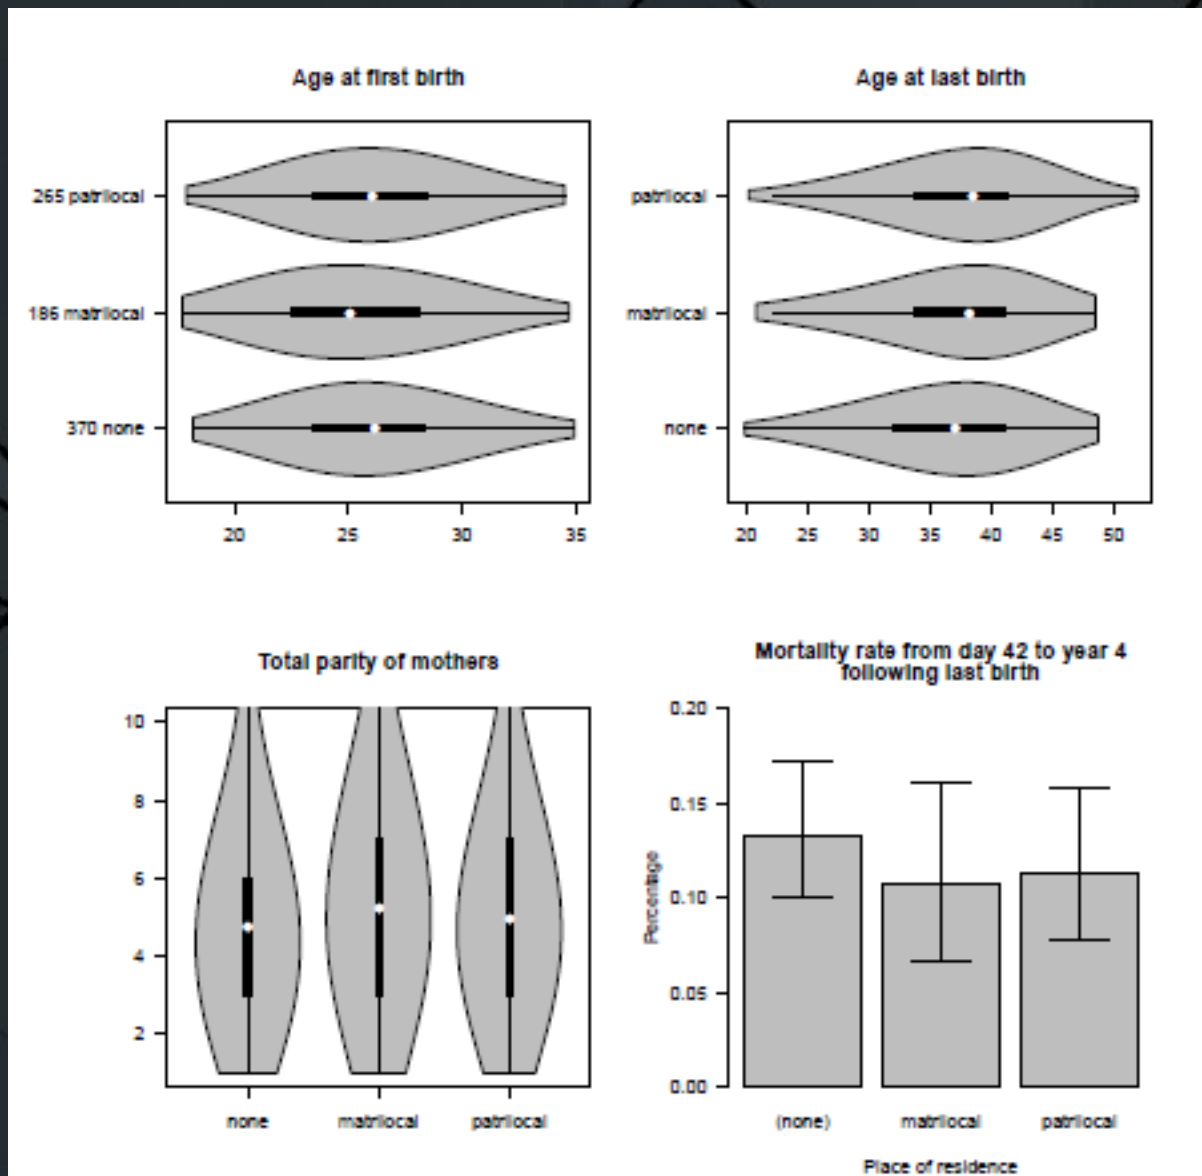 Age at first birth
265 patrilocal
186 matrilocal
370 none
20 25 30 35
Age at last birth
patrilocal
matrilocal
none
20 25 30 35 40 45 50
Total parity of mothers
10
8
6
4
2
none matrilocal patrilocal
Mortality rate from day 42 to year 4
following last birth
Percentage
0.20
0.15
0.10
0.05
0.00
(none) matrilocal patrilocal
Place of residence